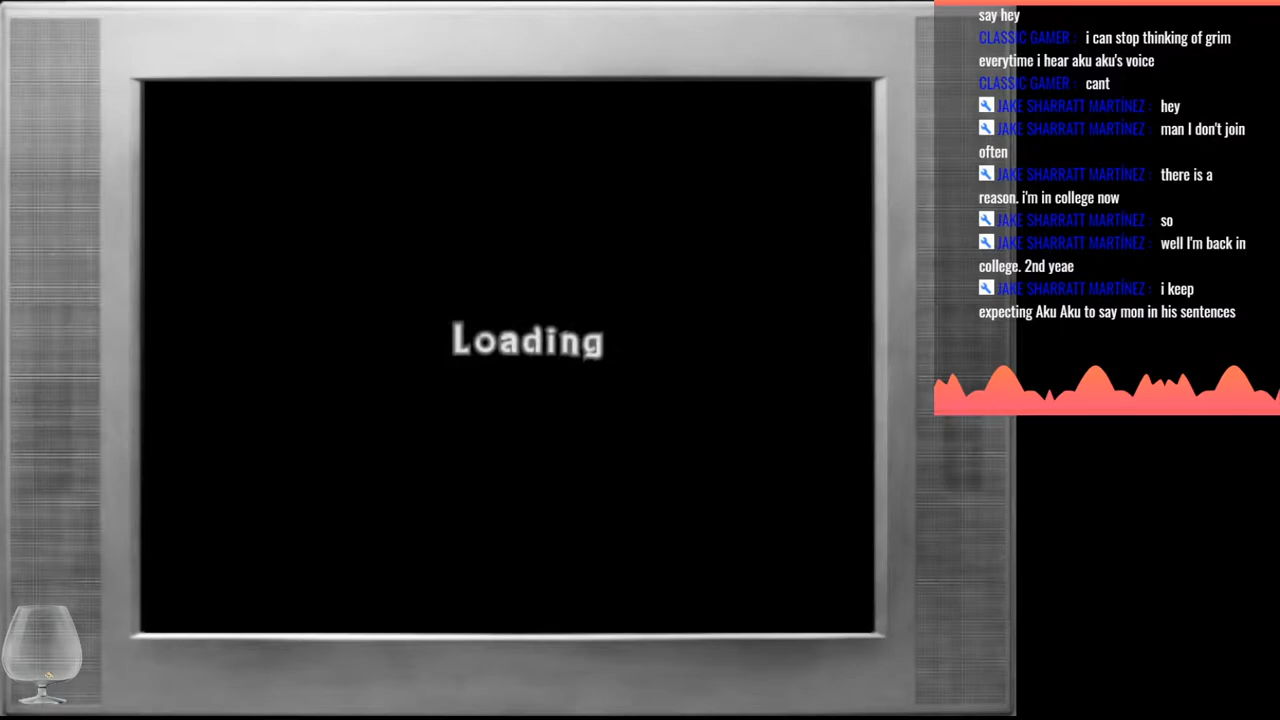 say hey
CLASSIC GAMER : i can stop thinking of grim
everytime i hear aku aku's voice
CLASSIC GAMER : cant
JAKE SHARRATT MARTÍNEZ : hey
JAKE SHARRATT MARTÍNEZ : man I don't join
often
JAKE SHARRATT MARTÍNEZ : there is a
reason. i'm in college now
JAKE SHARRATT MARTÍNEZ : so
JAKE SHARRATT MARTÍNEZ : well I'm back in
college. 2nd yeae
JAKE SHARRATT MARTÍNEZ : i keep
expecting Aku Aku to say mon in his sentences
Loading